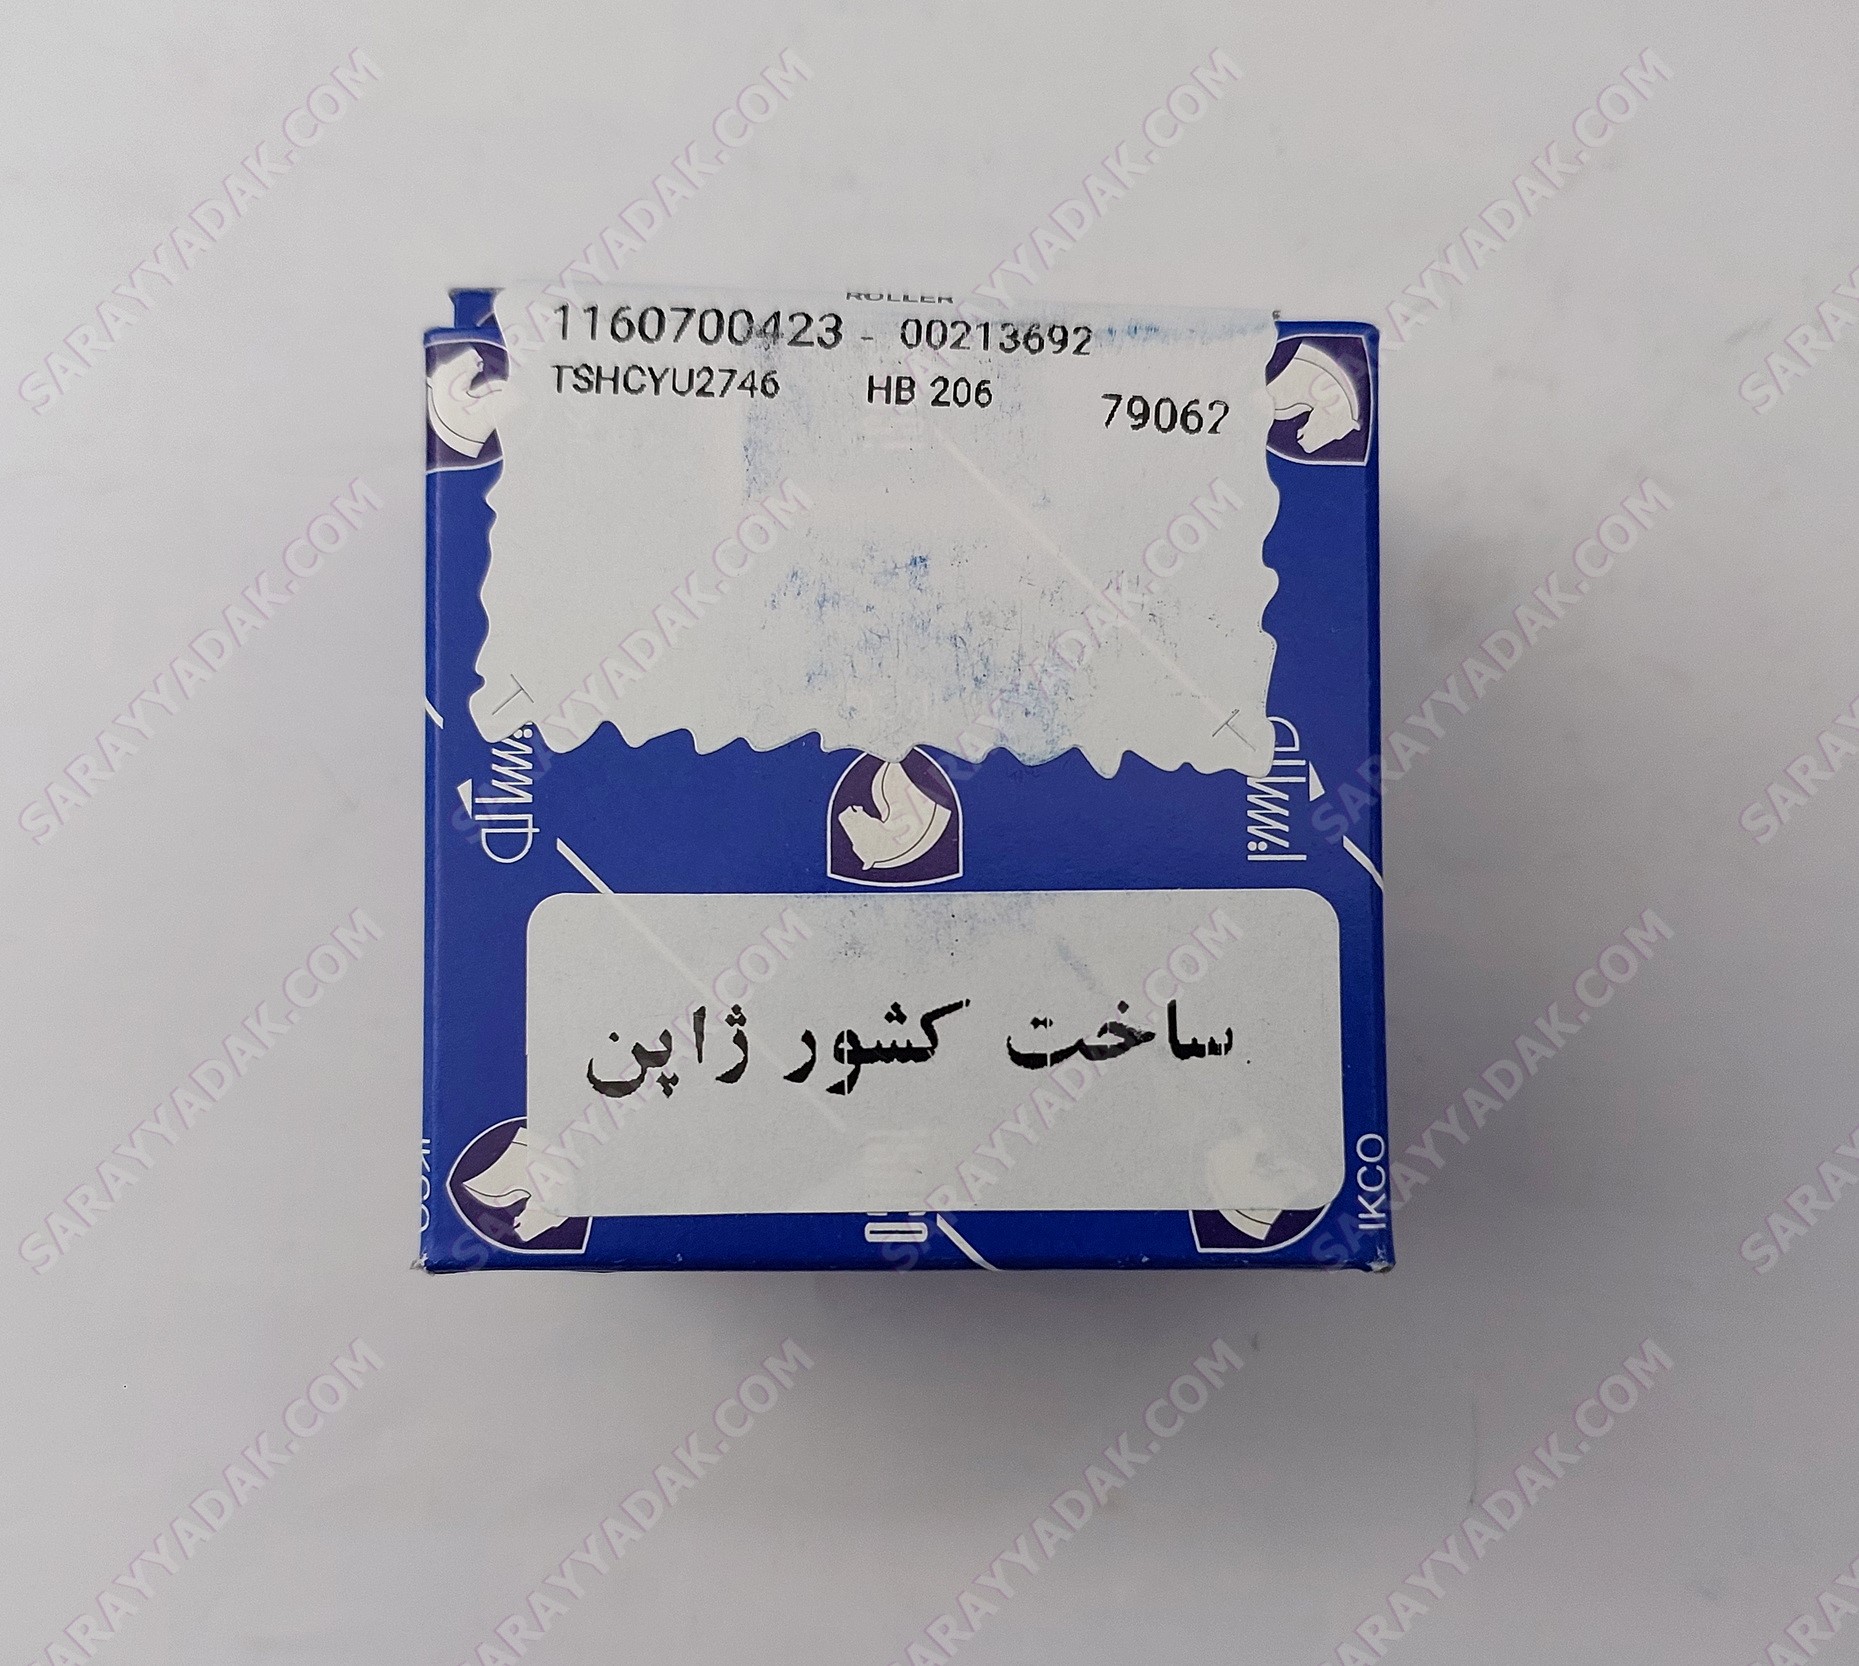 ROLLER
1160700423 - 00213692
TSHCYU2746 HB 206 79062
ساخت کشور ژاپن
IKCO
SARAYYADAK.COM